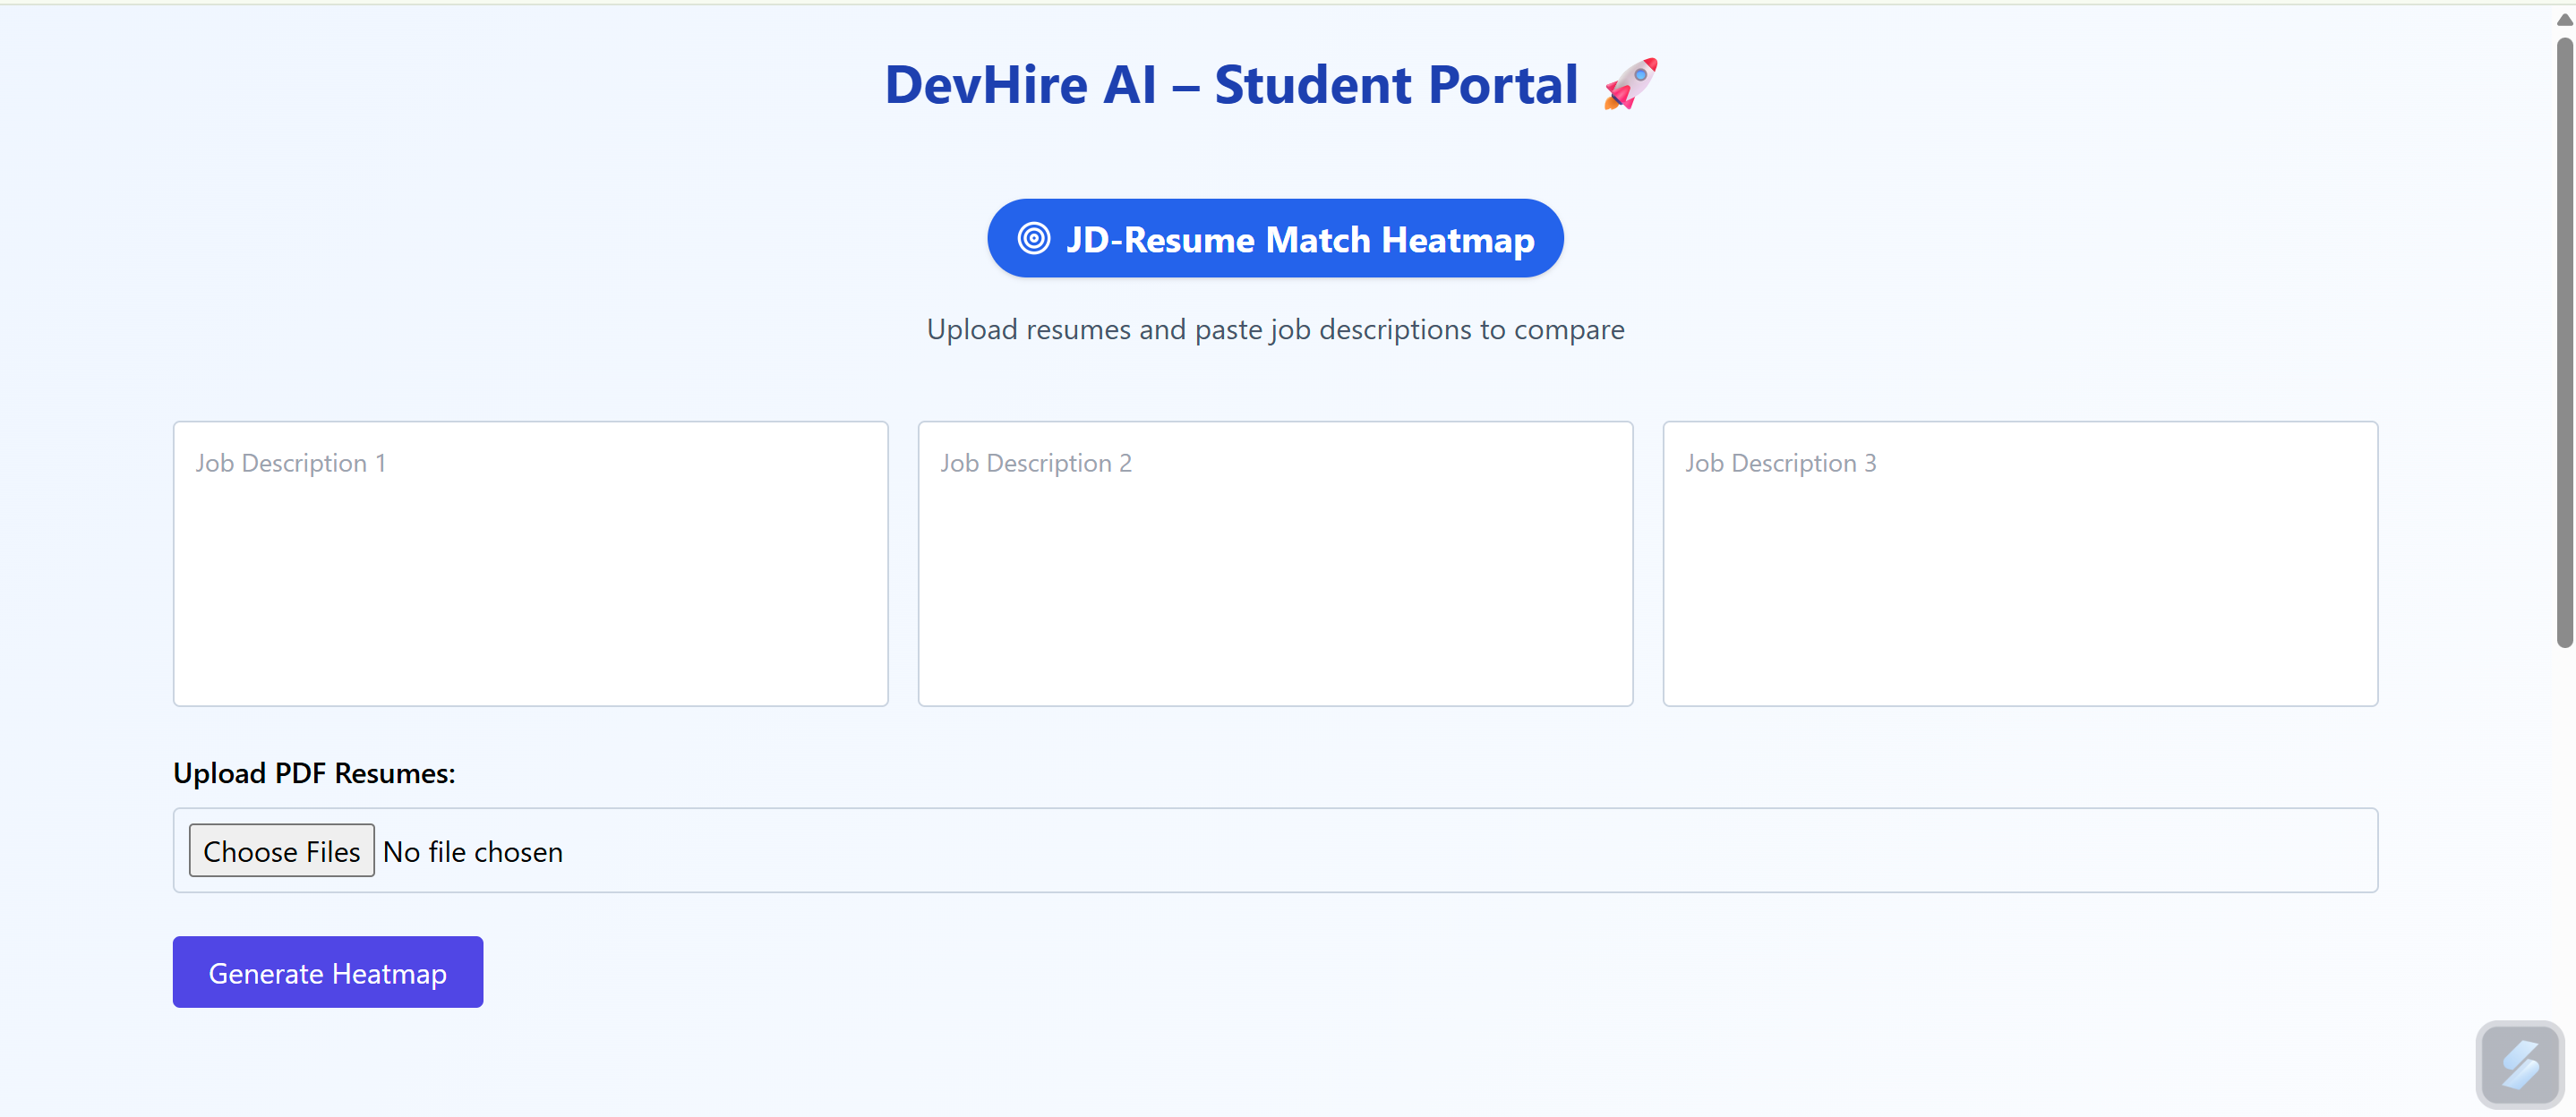 DevHire AI – Student Portal 🚀
JD-Resume Match Heatmap
Upload resumes and paste job descriptions to compare
Job Description 1
Job Description 2
Job Description 3
Upload PDF Resumes:
Choose Files No file chosen
Generate Heatmap